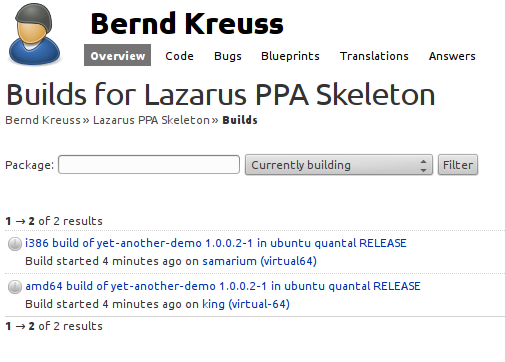 Bernd Kreuss
Overview Code Bugs Blueprints Translations Answers
Builds for Lazarus PPA Skeleton
Bernd Kreuss » Lazarus PPA Skeleton » Builds
Package: Currently building Filter
1 → 2 of 2 results
i386 build of yet-another-demo 1.0.0.2-1 in ubuntu quantal RELEASE
Build started 4 minutes ago on samarium (virtual64)
amd64 build of yet-another-demo 1.0.0.2-1 in ubuntu quantal RELEASE
Build started 4 minutes ago on king (virtual-64)
1 → 2 of 2 results